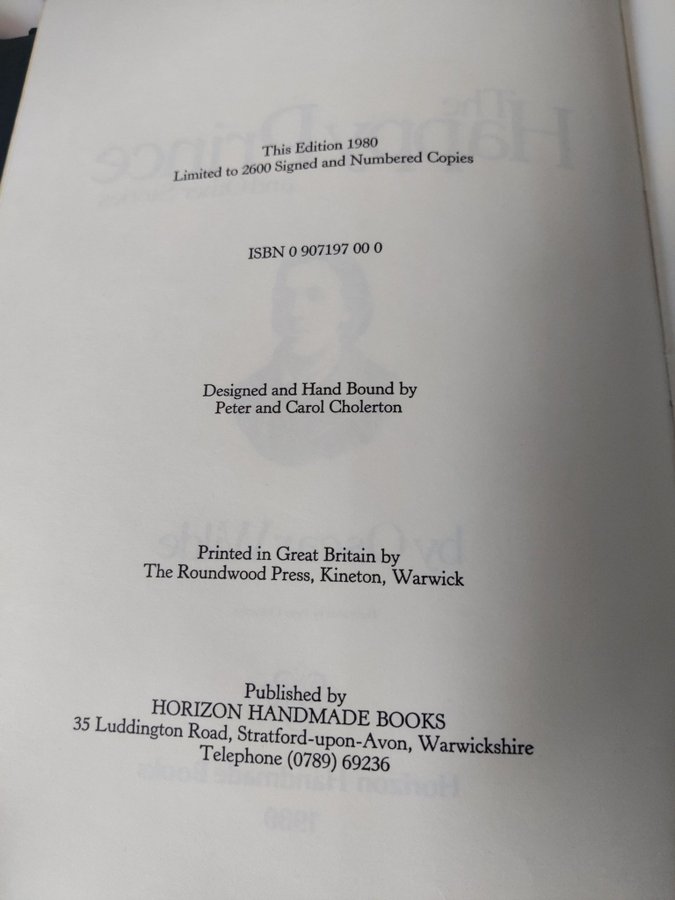 This Edition 1980
Limited to 2600 Signed and Numbered Copies
ISBN 0 907197 00 0
Designed and Hand Bound by
Peter and Carol Cholerton
Printed in Great Britain by
The Roundwood Press, Kineton, Warwick
Published by
HORIZON HANDMADE BOOKS
35 Luddington Road, Stratford-upon-Avon, Warwickshire
Telephone (0789) 69236